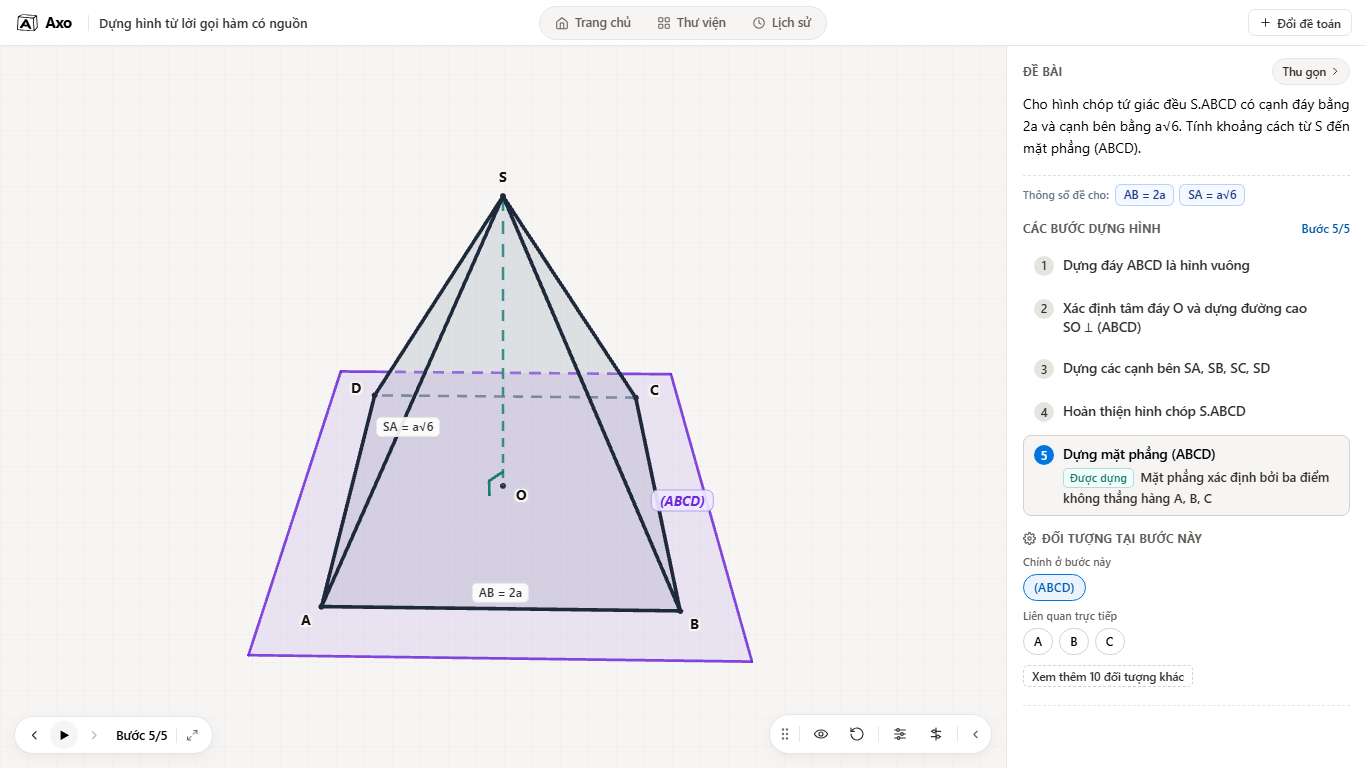 Axo
Dựng hình từ lời gọi hàm có nguồn
Trang chủ
Thư viện
Lịch sử
Đổi đề toán
S
D
C
SA = a√6
O
(ABCD)
AB = 2a
A
B
Bước 5/5
ĐỀ BÀI
Thu gọn
Cho hình chóp tứ giác đều S.ABCD có cạnh đáy bằng
2a và cạnh bên bằng a√6. Tính khoảng cách từ S đến
mặt phẳng (ABCD).
Thông số đề cho:
AB = 2a
SA = a√6
CÁC BƯỚC DỰNG HÌNH
Bước 5/5
1 Dựng đáy ABCD là hình vuông
2 Xác định tâm đáy O và dựng đường cao
SO ⊥ (ABCD)
3 Dựng các cạnh bên SA, SB, SC, SD
4 Hoàn thiện hình chóp S.ABCD
5 Dựng mặt phẳng (ABCD)
Được dựng Mặt phẳng xác định bởi ba điểm
không thẳng hàng A, B, C
ĐỐI TƯỢNG TẠI BƯỚC NÀY
Chính ở bước này
(ABCD)
Liên quan trực tiếp
A
B
C
Xem thêm 10 đối tượng khác